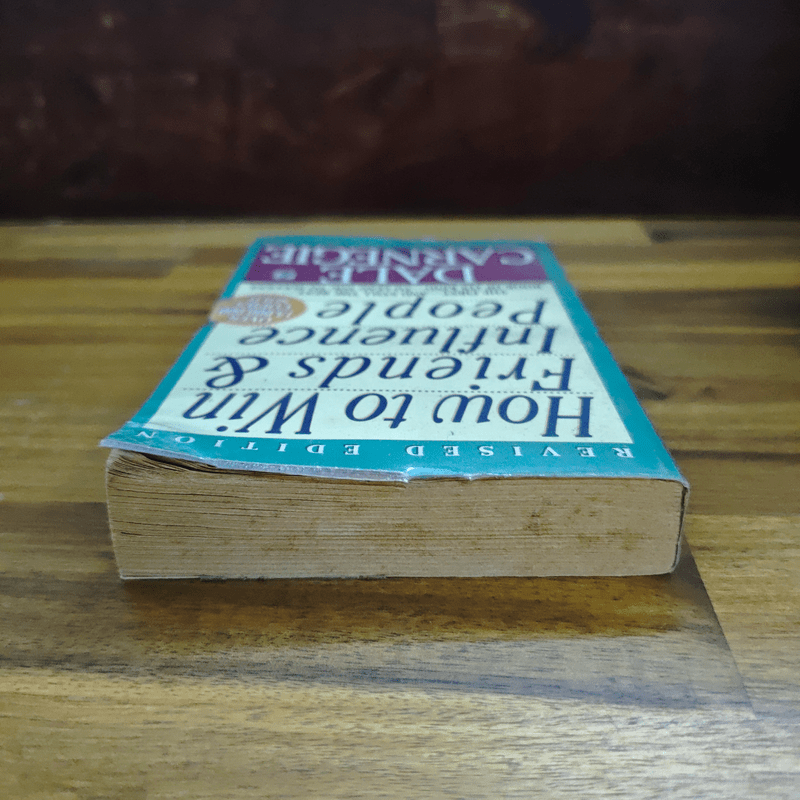 REVISED EDITION
How to Win
Friends &
Influence
People
DALE
CARNEGIE